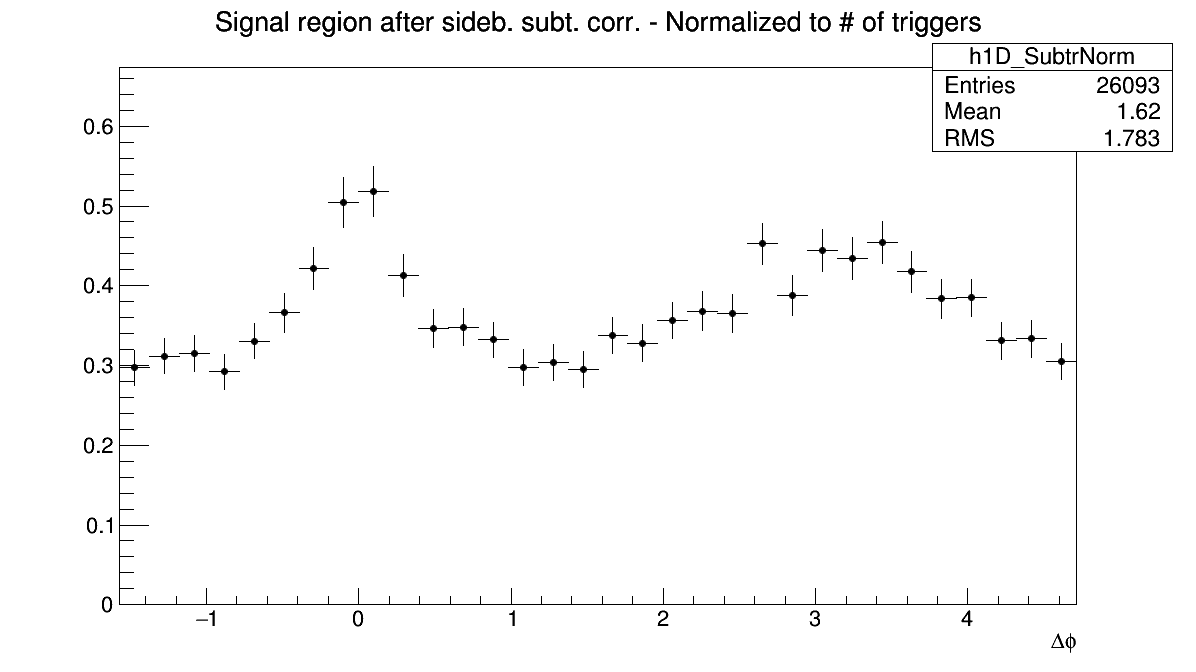 Signal region after sideb. subt. corr. - Normalized to # of triggers
h1D_SubtrNorm
Entries 26093
Mean 1.62
RMS 1.783
0.6
0.5
0.4
0.3
0.2
0.1
0
−1 0 1 2 3 4
Δϕ